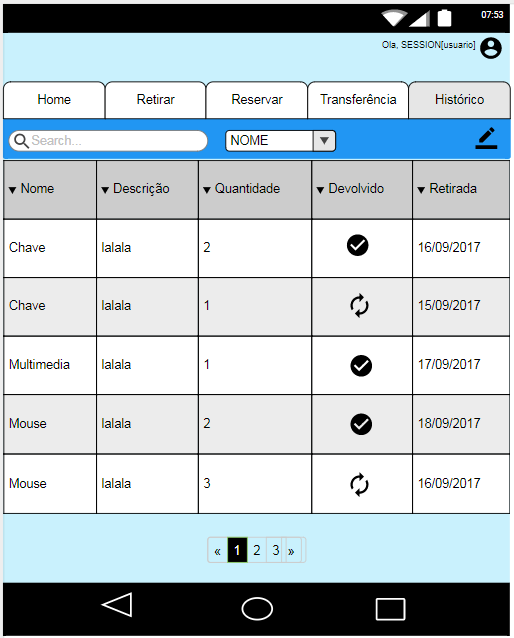 07:53
Ola, SESSION[usuario]
Home Retirar Reservar Transferência Histórico
Search... NOME
Nome Descrição Quantidade Devolvido Retirada
Chave lalala 2 16/09/2017
Chave lalala 1 15/09/2017
Multimedia lalala 1 17/09/2017
Mouse lalala 2 18/09/2017
Mouse lalala 3 16/09/2017
« 1 2 3 »